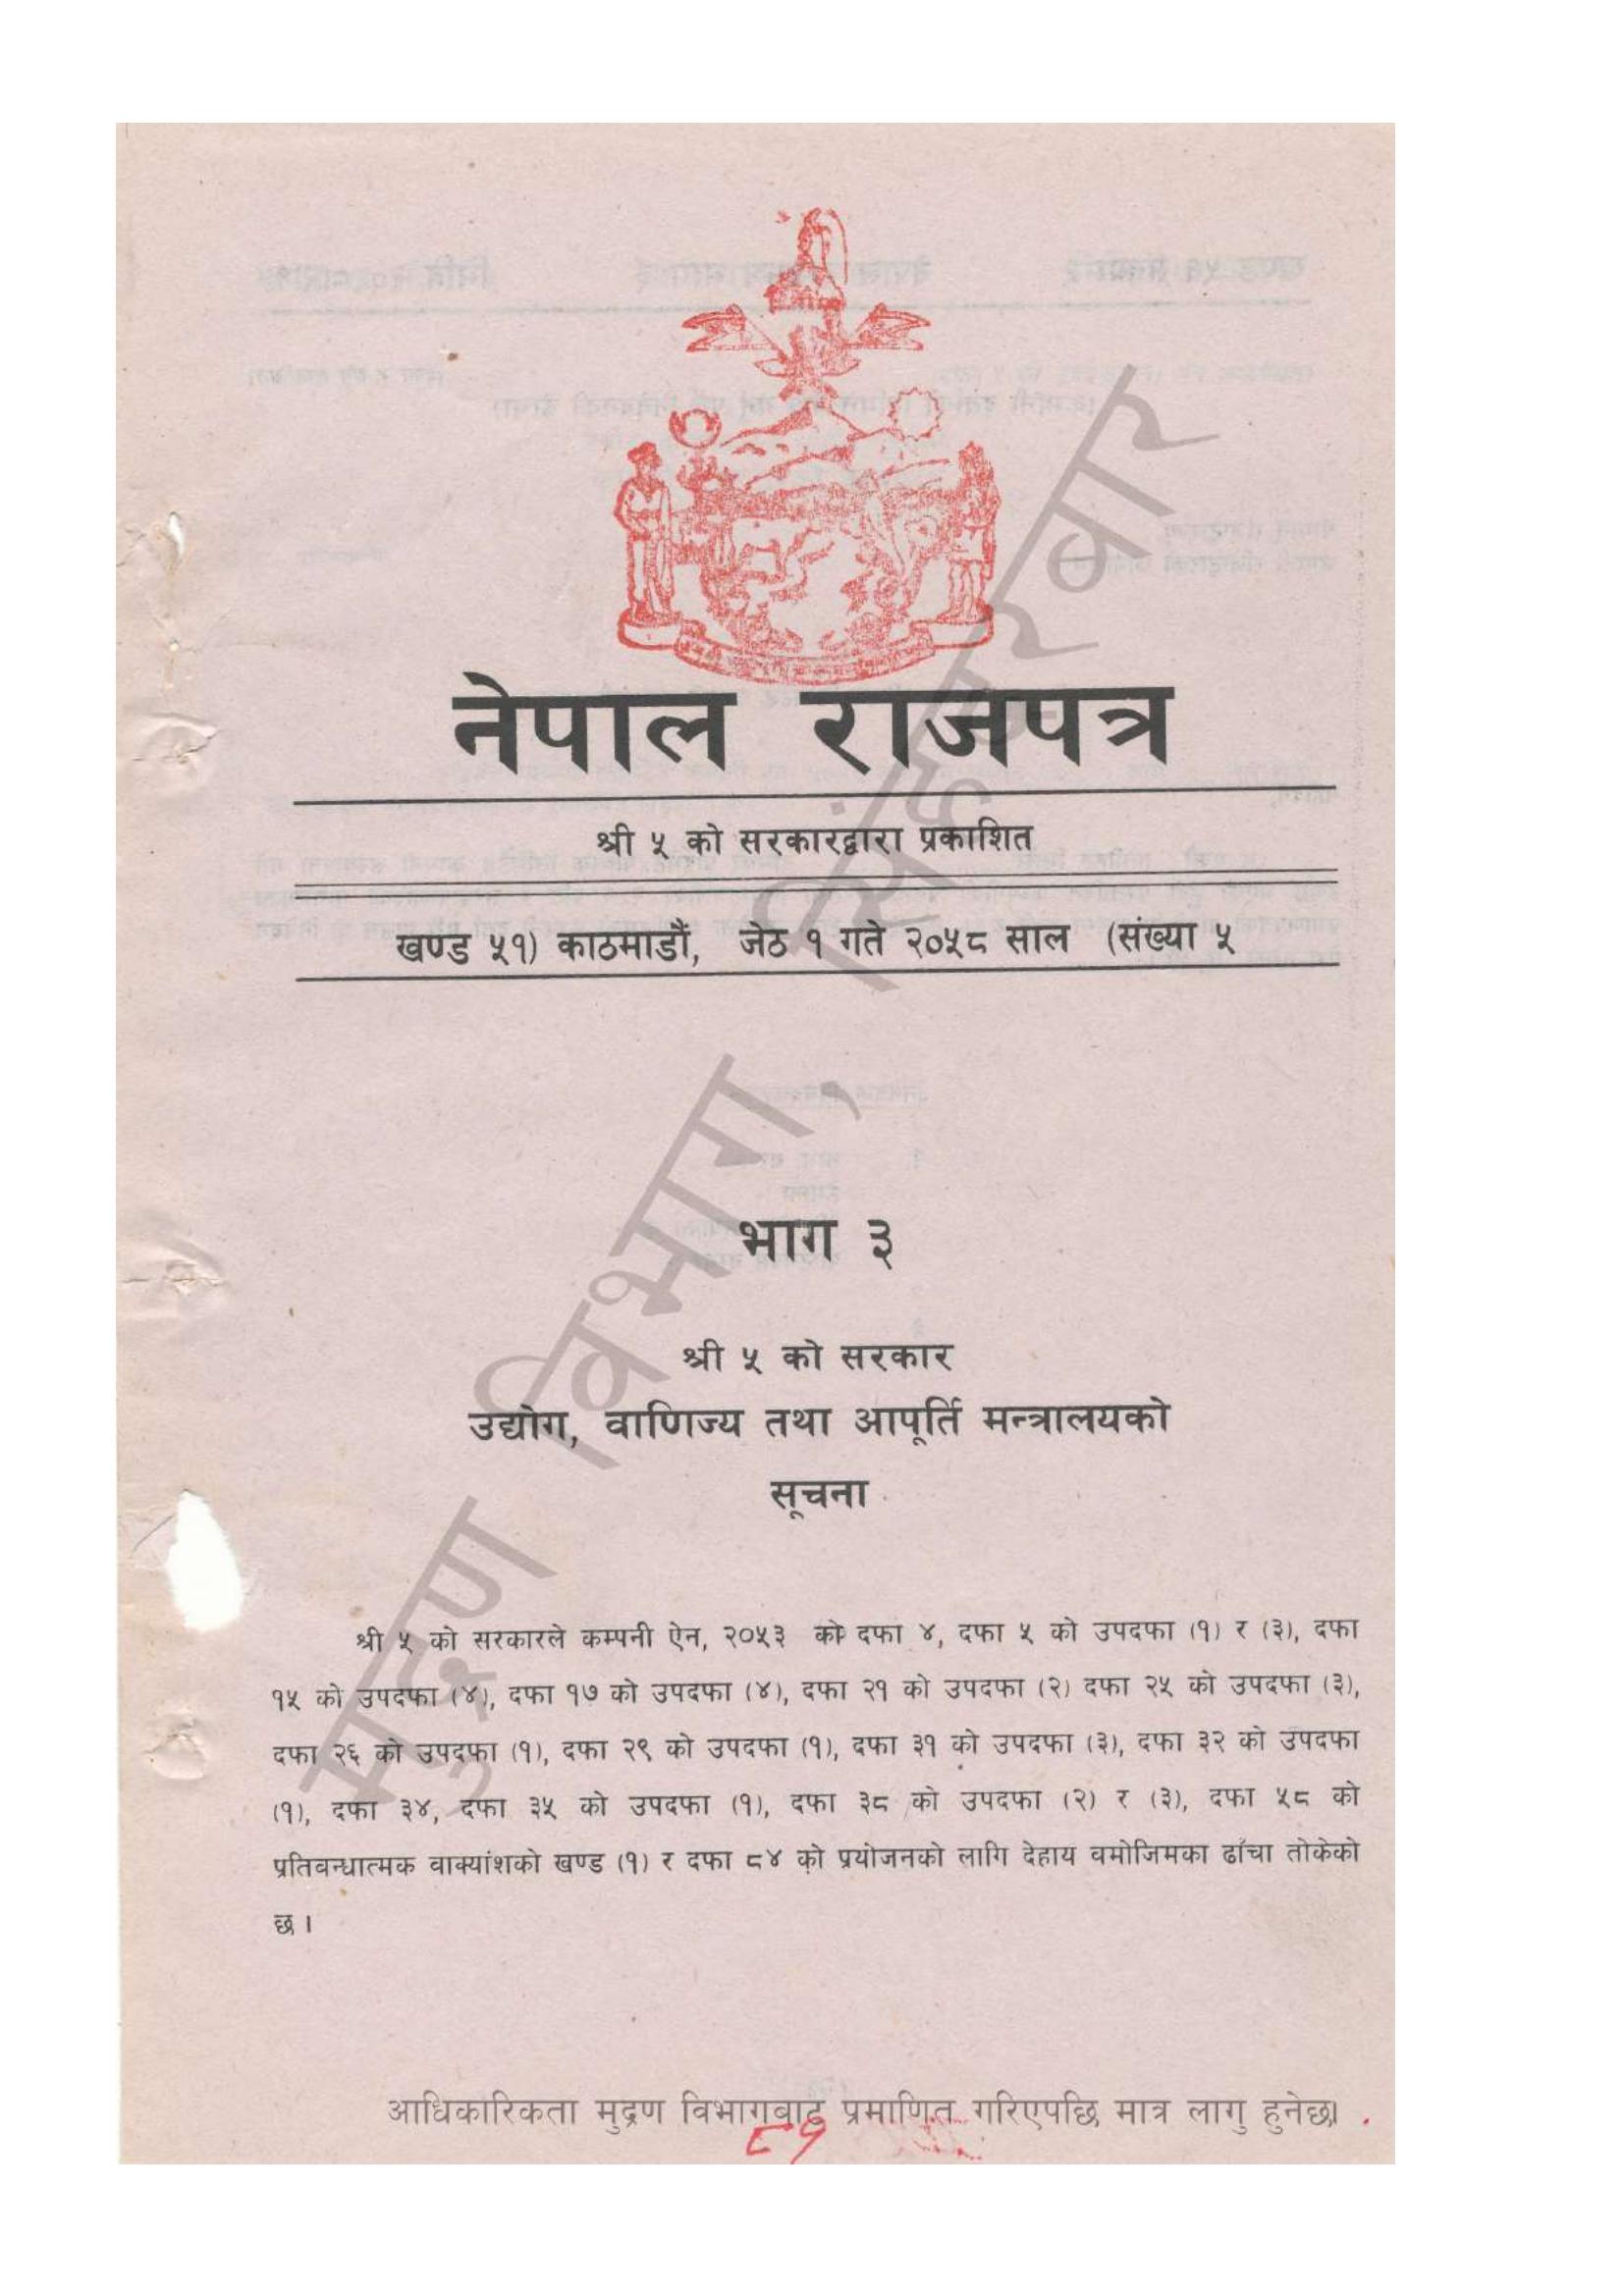 नेपाल राजपत्र
श्री ५ को सरकारद्वारा प्रकाशित
खण्ड ५१) काठमाडौं, जेठ १ गते २०५८ साल (संख्या ५
भाग ३
श्री ५ को सरकार
उद्योग, वाणिज्य तथा आपूर्ति मन्त्रालयको
सूचना
श्री ५ को सरकारले कम्पनी ऐन, २०५३ को दफा ४, दफा ५ को उपदफा (१) र (३), दफा
१५ को उपदफा (४), दफा १७ को उपदफा (४), दफा २१ को उपदफा (२) दफा २५ को उपदफा (३),
दफा २६ को उपदफा (१), दफा २९ को उपदफा (१), दफा ३१ को उपदफा (३), दफा ३२ को उपदफा
(१), दफा ३४, दफा ३५ को उपदफा (१), दफा ३८ को उपदफा (२) र (३), दफा ५८ को
प्रतिवन्धात्मक वाक्यांशको खण्ड (१) र दफा ८४ को प्रयोजनको लागि देहाय वमोजिमका ढाँचा तोकेको
छ ।
मुद्रण विभाग, सिंहदरवार
आधिकारिकता मुद्रण विभागबाट प्रमाणित गरिएपछि मात्र लागु हुनेछ।
८१